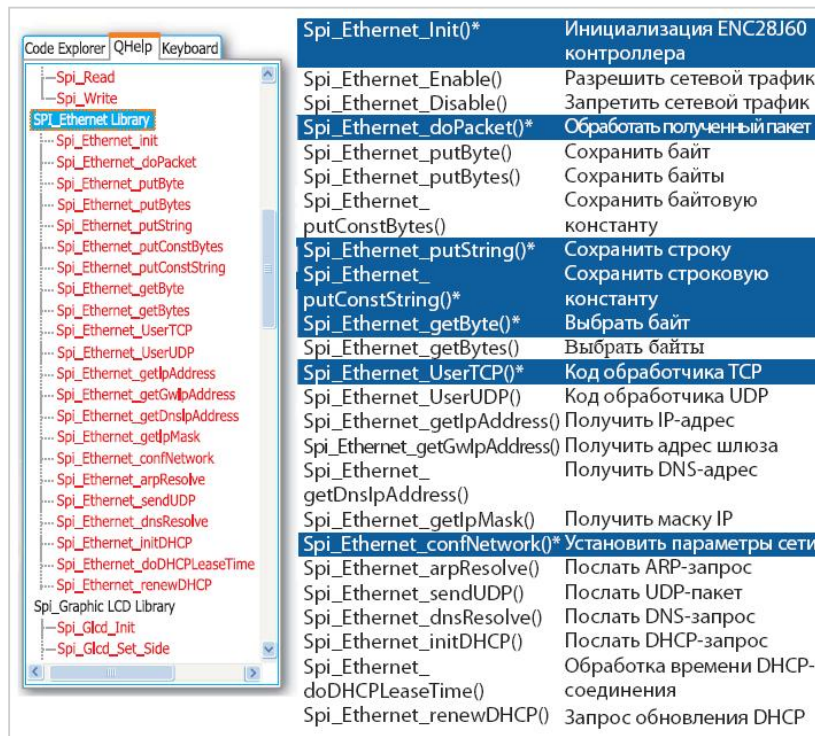 Code Explorer QHelp Keyboard
Spi_Read
Spi_Write
SPI_Ethernet Library
Spi_Ethernet_init
Spi_Ethernet_doPacket
Spi_Ethernet_putByte
Spi_Ethernet_putBytes
Spi_Ethernet_putString
Spi_Ethernet_putConstBytes
Spi_Ethernet_putConstString
Spi_Ethernet_getByte
Spi_Ethernet_getBytes
Spi_Ethernet_UserTCP
Spi_Ethernet_UserUDP
Spi_Ethernet_getIpAddress
Spi_Ethernet_getGwIpAddress
Spi_Ethernet_getDnsIpAddress
Spi_Ethernet_getIpMask
Spi_Ethernet_confNetwork
Spi_Ethernet_arpResolve
Spi_Ethernet_sendUDP
Spi_Ethernet_dnsResolve
Spi_Ethernet_initDHCP
Spi_Ethernet_doDHCPLeaseTime
Spi_Ethernet_renewDHCP
Spi_Graphic LCD Library
Spi_Glcd_Init
Spi_Glcd_Set_Side
Spi_Ethernet_Init()* Инициализация ENC28J60
контроллера
Spi_Ethernet_Enable() Разрешить сетевой трафик
Spi_Ethernet_Disable() Запретить сетевой трафик
Spi_Ethernet_doPacket()* Обработать полученный пакет
Spi_Ethernet_putByte() Сохранить байт
Spi_Ethernet_putBytes() Сохранить байты
Spi_Ethernet_ Сохранить байтовую
putConstBytes() константу
Spi_Ethernet_putString()* Сохранить строку
Spi_Ethernet_ Сохранить строковую
putConstString()* константу
Spi_Ethernet_getByte()* Выбрать байт
Spi_Ethernet_getBytes() Выбрать байты
Spi_Ethernet_UserTCP()* Код обработчика TCP
Spi_Ethernet_UserUDP() Код обработчика UDP
Spi_Ethernet_getIpAddress() Получить IP-адрес
Spi_Ethernet_getGwIpAddress() Получить адрес шлюза
Spi_Ethernet_ Получить DNS-адрес
getDnsIpAddress()
Spi_Ethernet_getIpMask() Получить маску IP
Spi_Ethernet_confNetwork()* Установить параметры сети
Spi_Ethernet_arpResolve() Послать ARP-запрос
Spi_Ethernet_sendUDP() Послать UDP-пакет
Spi_Ethernet_dnsResolve() Послать DNS-запрос
Spi_Ethernet_initDHCP() Послать DHCP-запрос
Spi_Ethernet_ Обработка времени DHCP-
doDHCPLeaseTime() соединения
Spi_Ethernet_renewDHCP() Запрос обновления DHCP